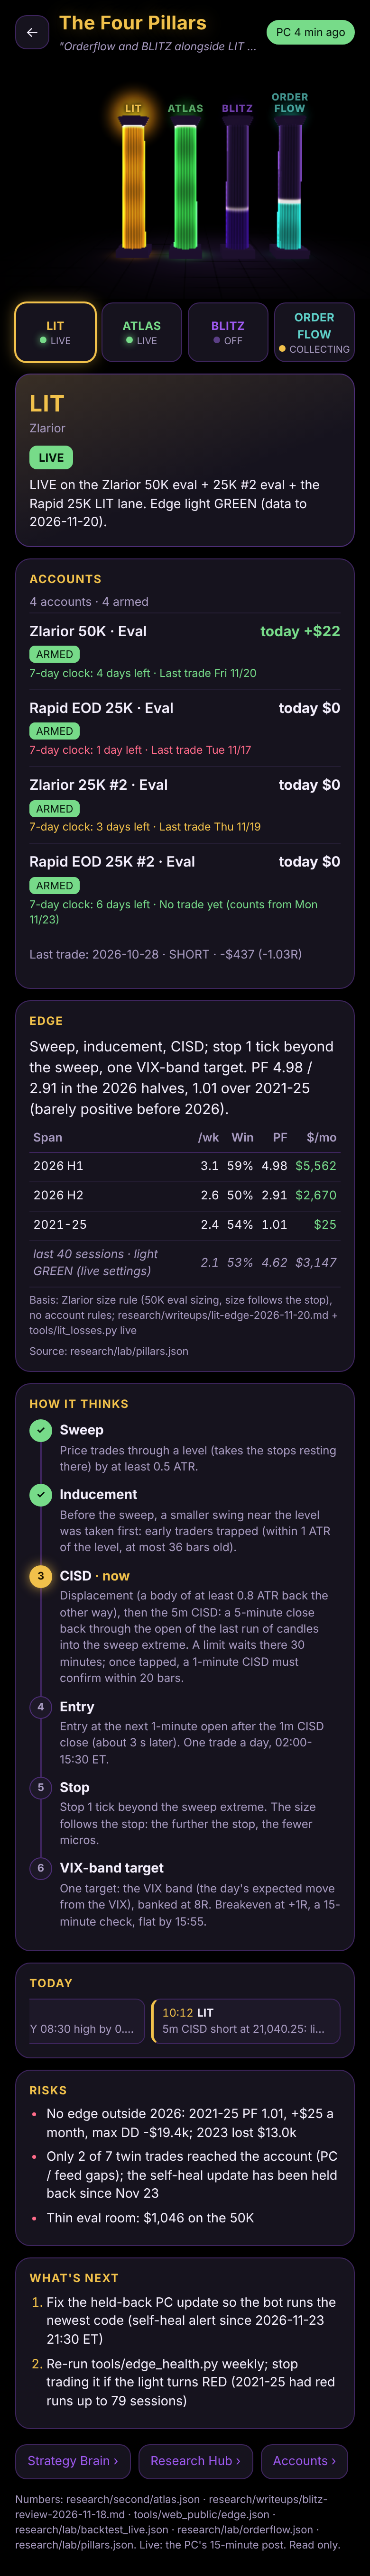 ←
The Four Pillars
"Orderflow and BLITZ alongside LIT ...
PC 4 min ago
LIT
ATLAS
BLITZ
ORDER
FLOW
LIT
LIVE
ATLAS
LIVE
BLITZ
OFF
ORDER
FLOW
COLLECTING
LIT
Zlarior
LIVE
LIVE on the Zlarior 50K eval + 25K #2 eval + the
Rapid 25K LIT lane. Edge light GREEN (data to
2026-11-20).
ACCOUNTS
4 accounts · 4 armed
Zlarior 50K · Eval today +$22
ARMED
7-day clock: 4 days left · Last trade Fri 11/20
Rapid EOD 25K · Eval today $0
ARMED
7-day clock: 1 day left · Last trade Tue 11/17
Zlarior 25K #2 · Eval today $0
ARMED
7-day clock: 3 days left · Last trade Thu 11/19
Rapid EOD 25K #2 · Eval today $0
ARMED
7-day clock: 6 days left · No trade yet (counts from Mon
11/23)
Last trade: 2026-10-28 · SHORT · -$437 (-1.03R)
EDGE
Sweep, inducement, CISD; stop 1 tick beyond
the sweep, one VIX-band target. PF 4.98 /
2.91 in the 2026 halves, 1.01 over 2021-25
(barely positive before 2026).
Span /wk Win PF $/mo
2026 H1 3.1 59% 4.98 $5,562
2026 H2 2.6 50% 2.91 $2,670
2021-25 2.4 54% 1.01 $25
last 40 sessions · light
GREEN (live settings) 2.1 53% 4.62 $3,147
Basis: Zlarior size rule (50K eval sizing, size follows the stop),
no account rules; research/writeups/lit-edge-2026-11-20.md +
tools/lit_losses.py live
Source: research/lab/pillars.json
HOW IT THINKS
✓ Sweep
Price trades through a level (takes the stops resting
there) by at least 0.5 ATR.
✓ Inducement
Before the sweep, a smaller swing near the level
was taken first: early traders trapped (within 1 ATR
of the level, at most 36 bars old).
3 CISD · now
Displacement (a body of at least 0.8 ATR back the
other way), then the 5m CISD: a 5-minute close
back through the open of the last run of candles
into the sweep extreme. A limit waits there 30
minutes; once tapped, a 1-minute CISD must
confirm within 20 bars.
4 Entry
Entry at the next 1-minute open after the 1m CISD
close (about 3 s later). One trade a day, 02:00-
15:30 ET.
5 Stop
Stop 1 tick beyond the sweep extreme. The size
follows the stop: the further the stop, the fewer
micros.
6 VIX-band target
One target: the VIX band (the day's expected move
from the VIX), banked at 8R. Breakeven at +1R, a 15-
minute check, flat by 15:55.
TODAY
Y 08:30 high by 0....
10:12 LIT
5m CISD short at 21,040.25: li...
RISKS
• No edge outside 2026: 2021-25 PF 1.01, +$25 a
month, max DD -$19.4k; 2023 lost $13.0k
• Only 2 of 7 twin trades reached the account (PC
/ feed gaps); the self-heal update has been held
back since Nov 23
• Thin eval room: $1,046 on the 50K
WHAT'S NEXT
1. Fix the held-back PC update so the bot runs the
newest code (self-heal alert since 2026-11-23
21:30 ET)
2. Re-run tools/edge_health.py weekly; stop
trading it if the light turns RED (2021-25 had red
runs up to 79 sessions)
Strategy Brain ›
Research Hub ›
Accounts ›
Numbers: research/second/atlas.json · research/writeups/blitz-
review-2026-11-18.md · tools/web_public/edge.json ·
research/lab/backtest_live.json · research/lab/orderflow.json ·
research/lab/pillars.json. Live: the PC's 15-minute post. Read only.